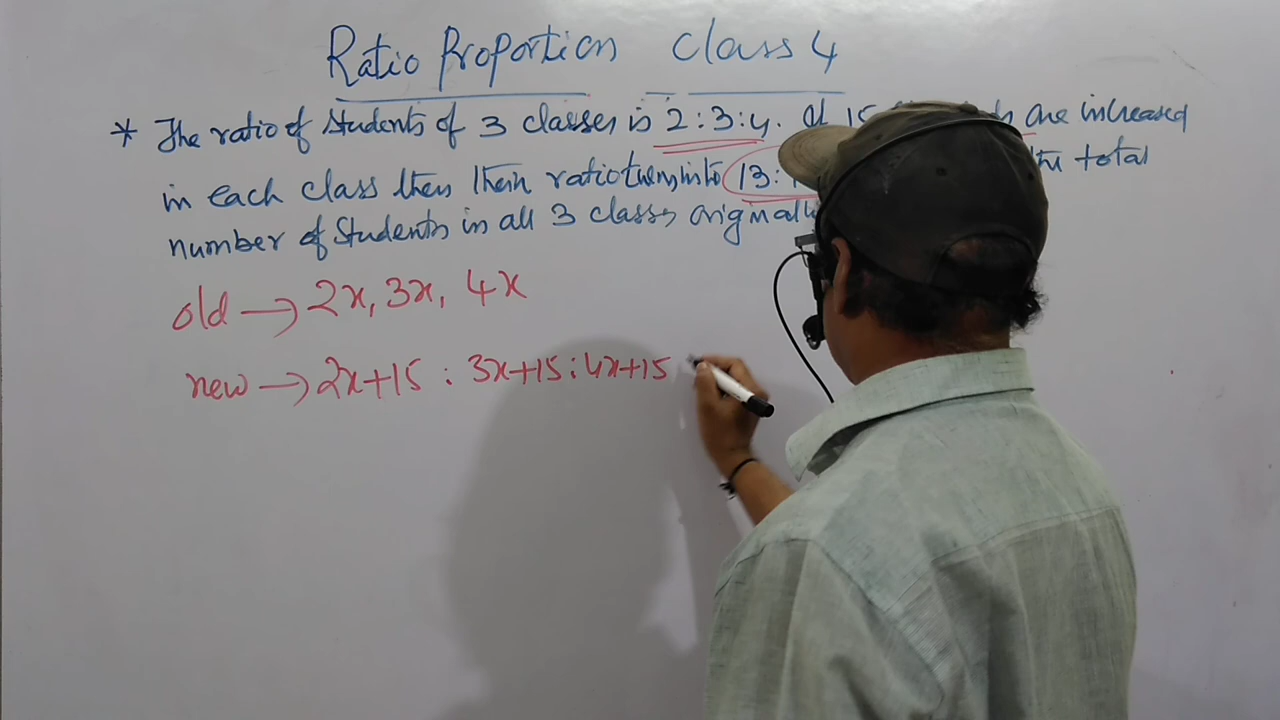 Ratio Proportion Class 4
* The ratio of students of 3 classes is 2:3:4. If 15 are increased
in each class then their ratio turns into 13: the total
number of students in all 3 classes originally
old → 2x, 3x, 4x
new → 2x+15 : 3x+15 : 4x+15